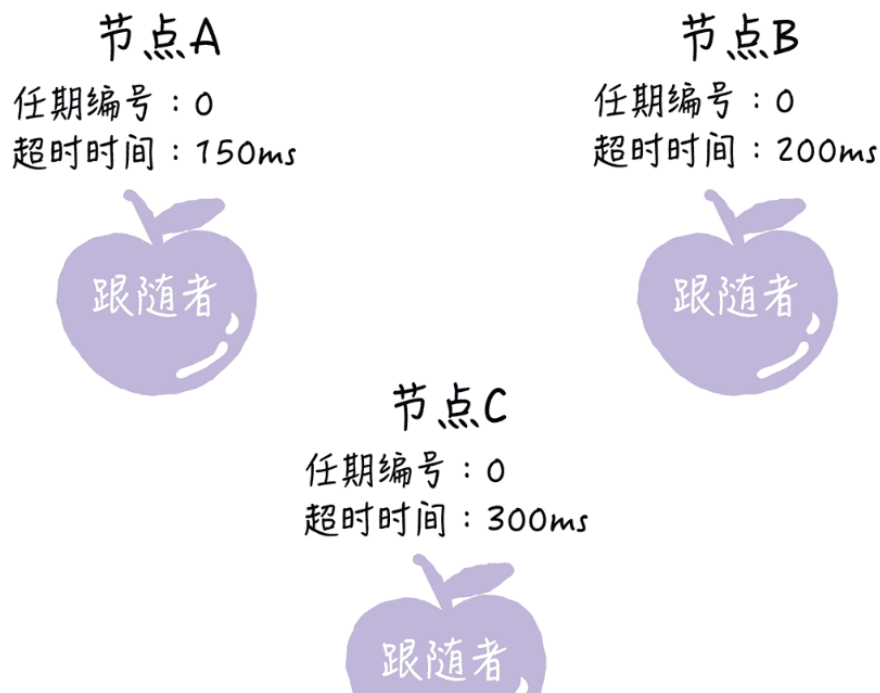 节点A
任期编号：0
超时时间：150ms
跟随者
节点B
任期编号：0
超时时间：200ms
跟随者
节点C
任期编号：0
超时时间：300ms
跟随者